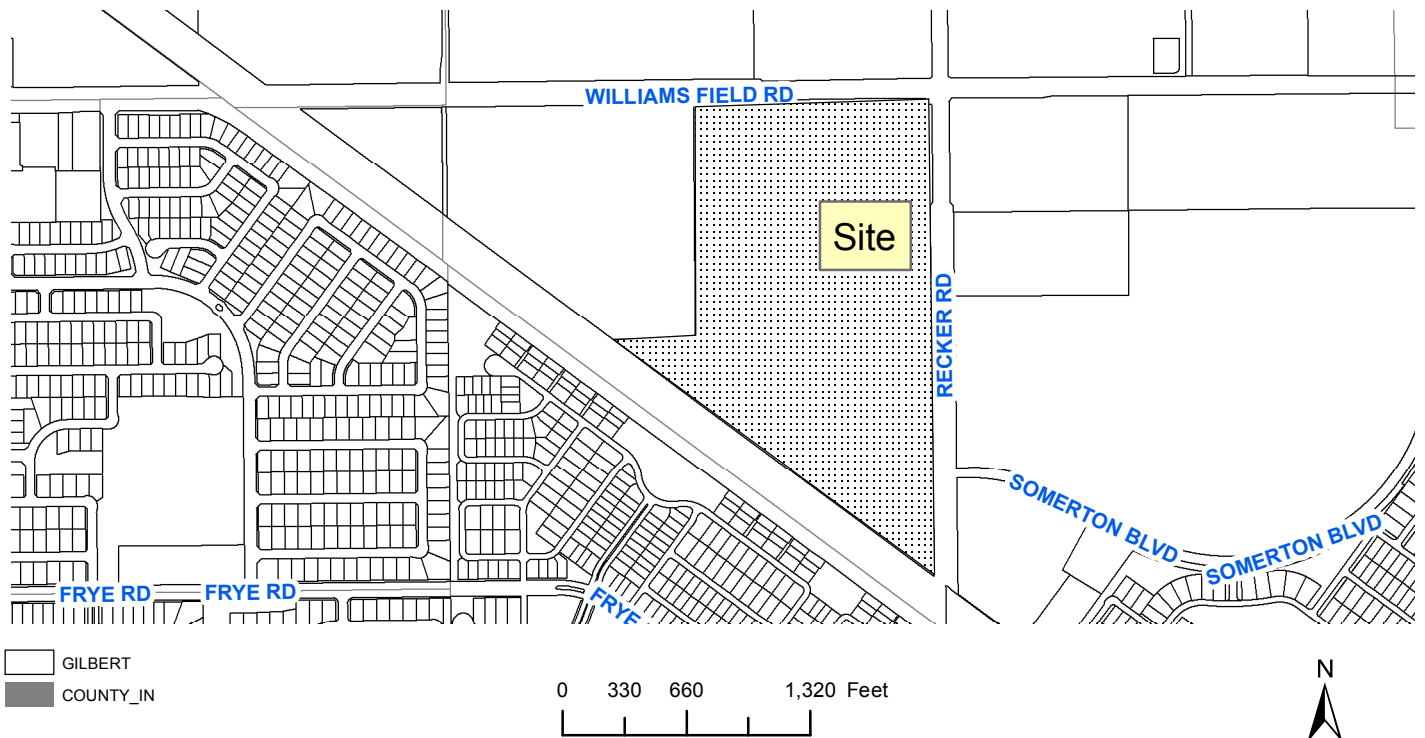 WILLIAMS FIELD RD
Site
RECKER RD
SOMERTON BLVD
SOMERTON BLVD
FRYE RD
FRYE RD
FRYE
GILBERT
COUNTY_IN
0 330 660 1,320 Feet
N